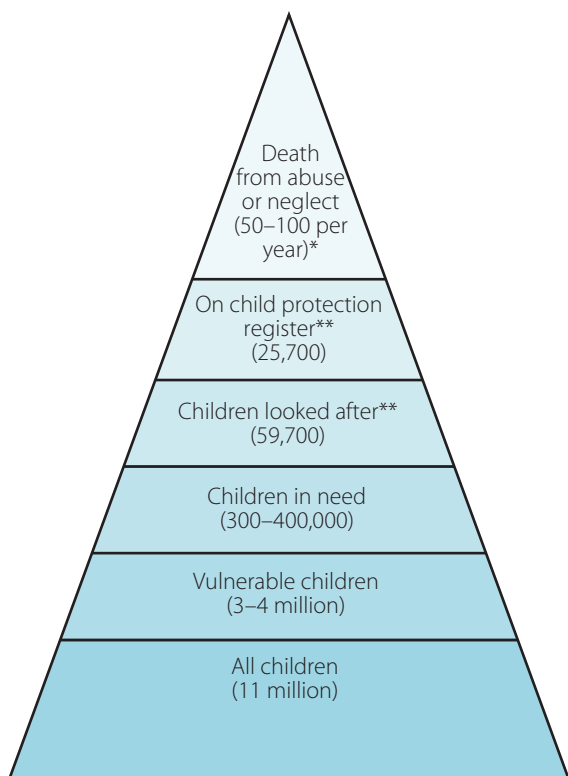 Death
from abuse
or neglect
(50–100 per
year)*
On child protection
register**
(25,700)
Children looked after**
(59,700)
Children in need
(300–400,000)
Vulnerable children
(3–4 million)
All children
(11 million)